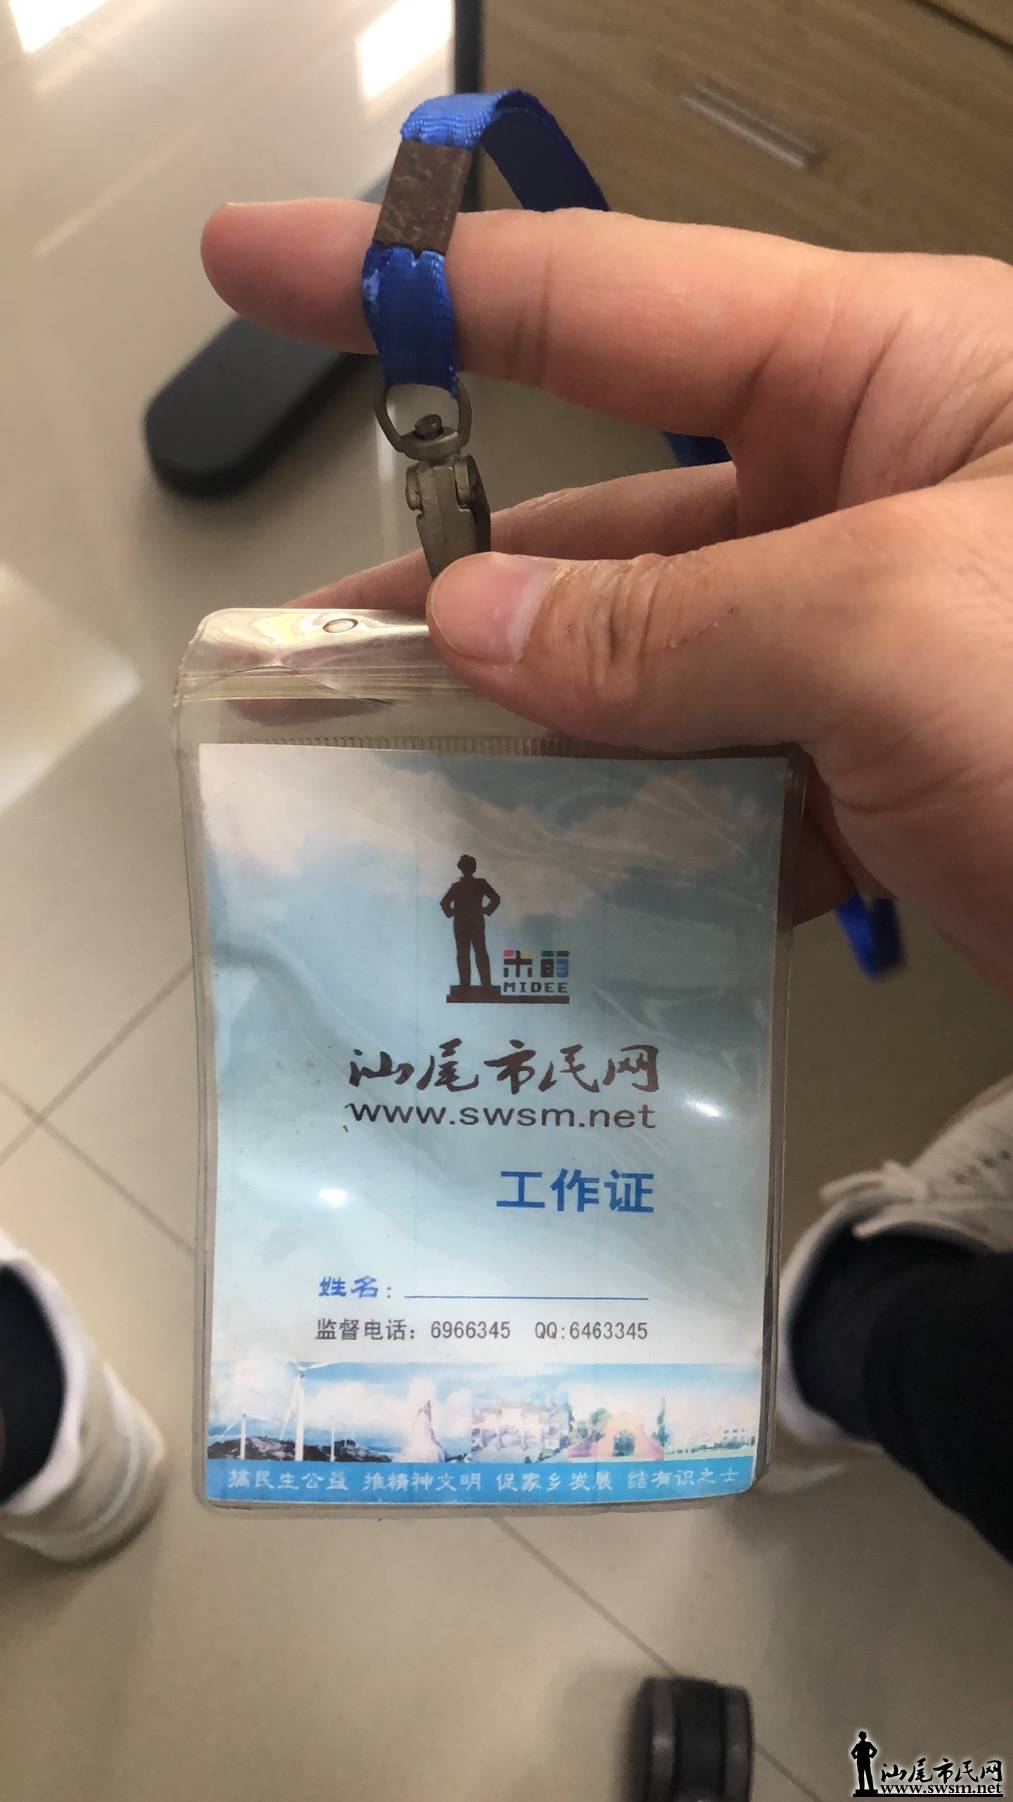 米的
MIDEE
汕尾市民网
www.swsm.net
工作证
姓名：
监督电话：6966345 QQ:6463345
搞民生公益 推精神文明 促家乡发展 结有识之士
汕尾市民网
www.swsm.net